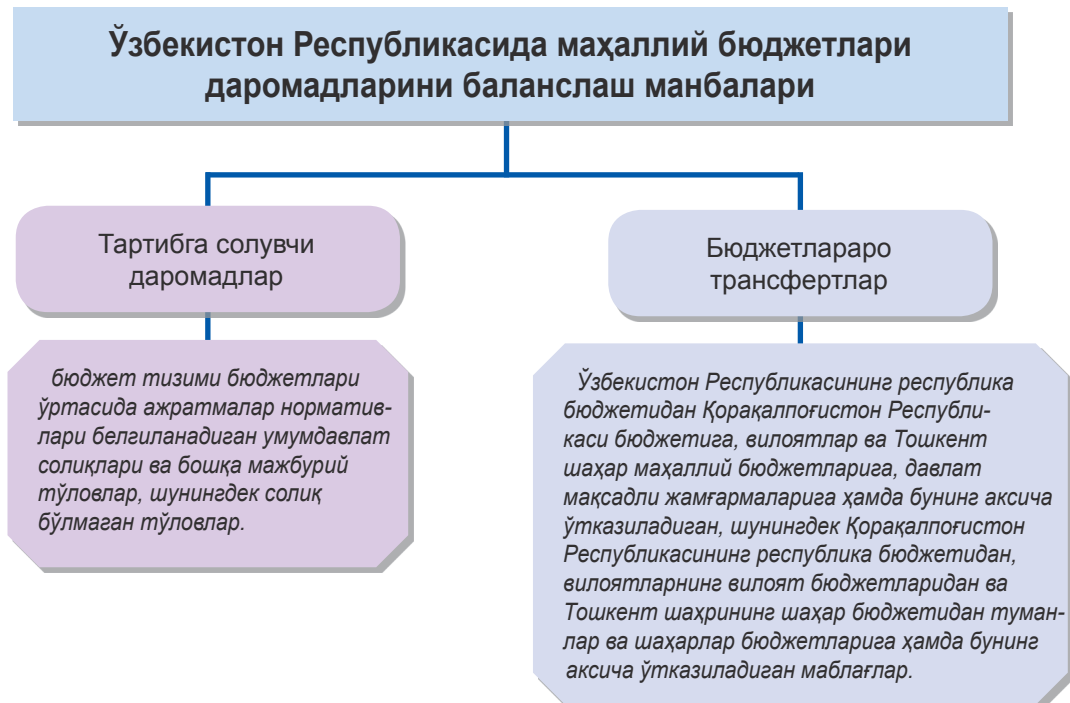 Ўзбекистон Республикасида маҳаллий бюджетлари
даромадларини баланслаш манбалари
Тартибга солувчи
даромадлар
бюджет тизими бюджетлари
ўртасида ажратмалар норматив-
лари белгиланадиган умумдавлат
солиқлари ва бошқа мажбурий
тўловлар, шунингдек солиқ
бўлмаган тўловлар.
Бюджетлараро
трансфертлар
Ўзбекистон Республикасининг республика
бюджетидан Қорақалпоғистон Республи-
каси бюджетига, вилоятлар ва Тошкент
шаҳар маҳаллий бюджетларига, давлат
мақсадли жамғармаларига ҳамда бунинг аксича
ўтказиладиган, шунингдек Қорақалпоғистон
Республикасининг республика бюджетидан,
вилоятларнинг вилоят бюджетларидан ва
Тошкент шаҳрининг шаҳар бюджетидан туман-
лар ва шаҳарлар бюджетларига ҳамда бунинг
аксича ўтказиладиган маблағлар.